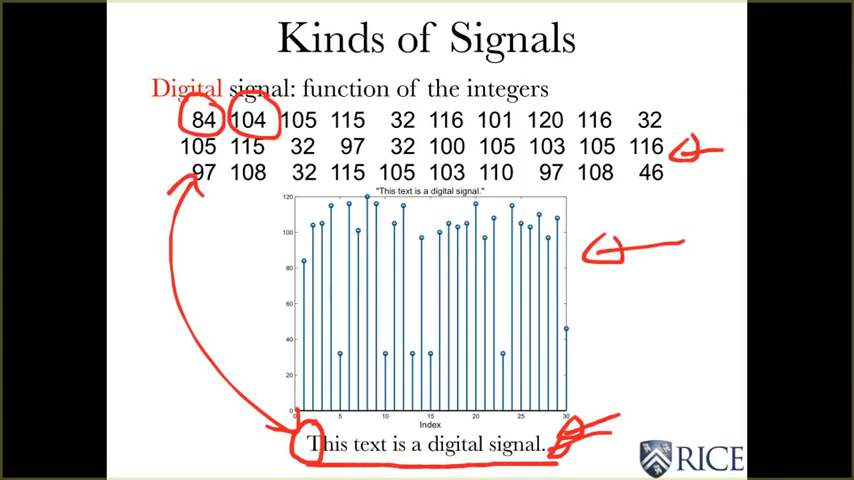 Kinds of Signals
Digital signal: function of the integers
84 104 105 115 32 116 101 120 116 32
105 115 32 97 32 100 105 103 105 116
97 108 32 115 105 103 110 97 108 46
"This text is a digital signal."
120
100
80
60
40
20
0
0 5 10 15 20 25 30
Index
This text is a digital signal.
RICE